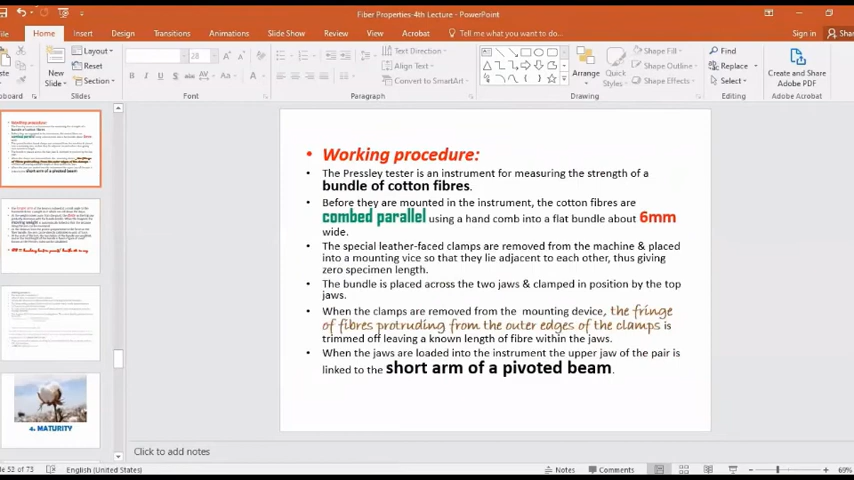 Fiber Properties-4th Lecture - PowerPoint
Home Insert Design Transitions Animations Slide Show Review View Acrobat Tell me what you want to do...
Sign in
New Slide
Layout
Reset
Section
28
Font
Text Direction
Align Text
Convert to SmartArt
Paragraph
Arrange
Quick Styles
Shape Fill
Shape Outline
Shape Effects
Drawing
Find
Replace
Select
Editing
Create and Share Adobe PDF
Adobe Acrobat
4. MATURITY
• Working procedure:
• The Pressley tester is an instrument for measuring the strength of a
bundle of cotton fibres.
• Before they are mounted in the instrument, the cotton fibres are
combed parallel using a hand comb into a flat bundle about 6mm
wide.
• The special leather-faced clamps are removed from the machine & placed
into a mounting vice so that they lie adjacent to each other, thus giving
zero specimen length.
• The bundle is placed across the two jaws & clamped in position by the top
jaws.
• When the clamps are removed from the mounting device, the fringe
of fibres protruding from the outer edges of the clamps is
trimmed off leaving a known length of fibre within the jaws.
• When the jaws are loaded into the instrument the upper jaw of the pair is
linked to the short arm of a pivoted beam.
Click to add notes
52 of 73 English (United States)
Notes Comments 69%